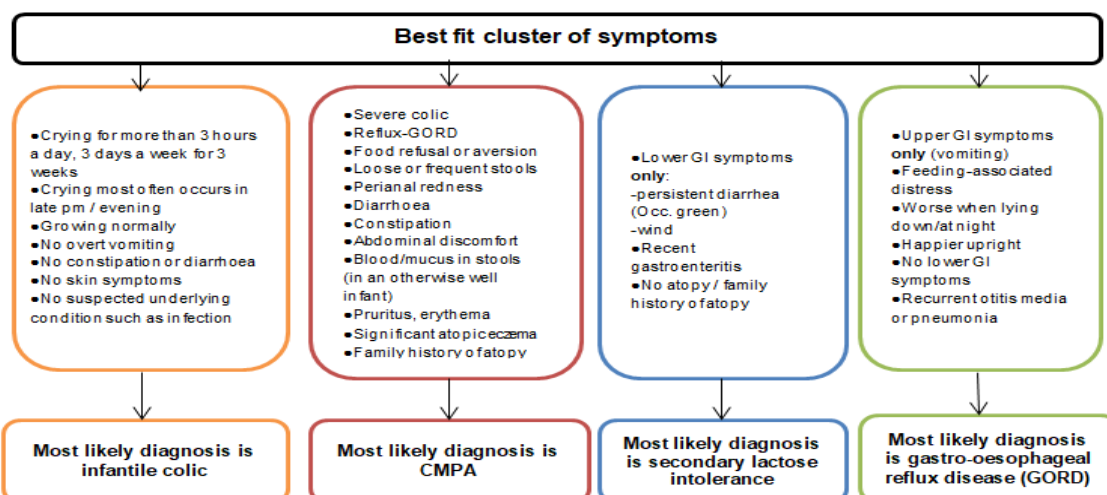 Best fit cluster of symptoms
●Crying for more than 3 hours
a day, 3 days a week for 3
weeks
●Crying most often occurs in
late pm / evening
●Growing normally
●No overt vomiting
●No constipation or diarrhoea
●No skin symptoms
●No suspected underlying
condition such as infection
●Severe colic
●Reflux-GORD
●Food refusal or aversion
●Loose or frequent stools
●Perianal redness
●Diarrhoea
●Constipation
●Abdominal discomfort
●Blood/mucus in stools
(in an otherwise well
infant)
●Pruritus, erythema
●Significant atopic eczema
●Family history of atopy
●Lower GI symptoms
only:
-persistent diarrhea
(Occ. green)
-wind
●Recent
gastroenteritis
●No atopy / family
history of atopy
●Upper GI symptoms
only (vomiting)
●Feeding-associated
distress
●Worse when lying
down/at night
●Happier upright
●No lower GI
symptoms
●Recurrent otitis media
or pneumonia
Most likely diagnosis is
infantile colic
Most likely diagnosis is
CMPA
Most likely diagnosis
is secondary lactose
intolerance
Most likely diagnosis
is gastro-oesophageal
reflux disease (GORD)